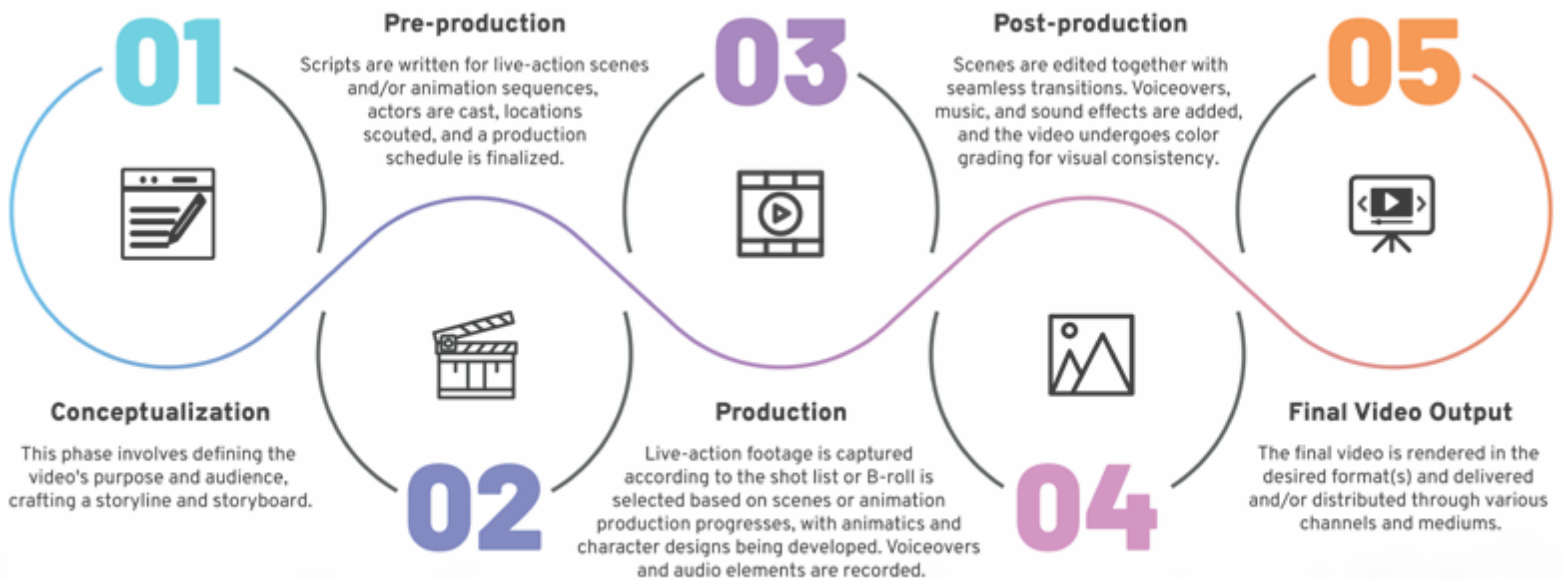 01
Conceptualization
This phase involves defining the
video's purpose and audience,
crafting a storyline and storyboard.
Pre-production
Scripts are written for live-action scenes
and/or animation sequences,
actors are cast, locations
scouted, and a production
schedule is finalized.
02
03
Production
Live-action footage is captured
according to the shot list or B-roll is
selected based on scenes or animation
production progresses, with animatics and
character designs being developed. Voiceovers
and audio elements are recorded.
Post-production
Scenes are edited together with
seamless transitions. Voiceovers,
music, and sound effects are added,
and the video undergoes color
grading for visual consistency.
04
05
Final Video Output
The final video is rendered in the
desired format(s) and delivered
and/or distributed through various
channels and mediums.